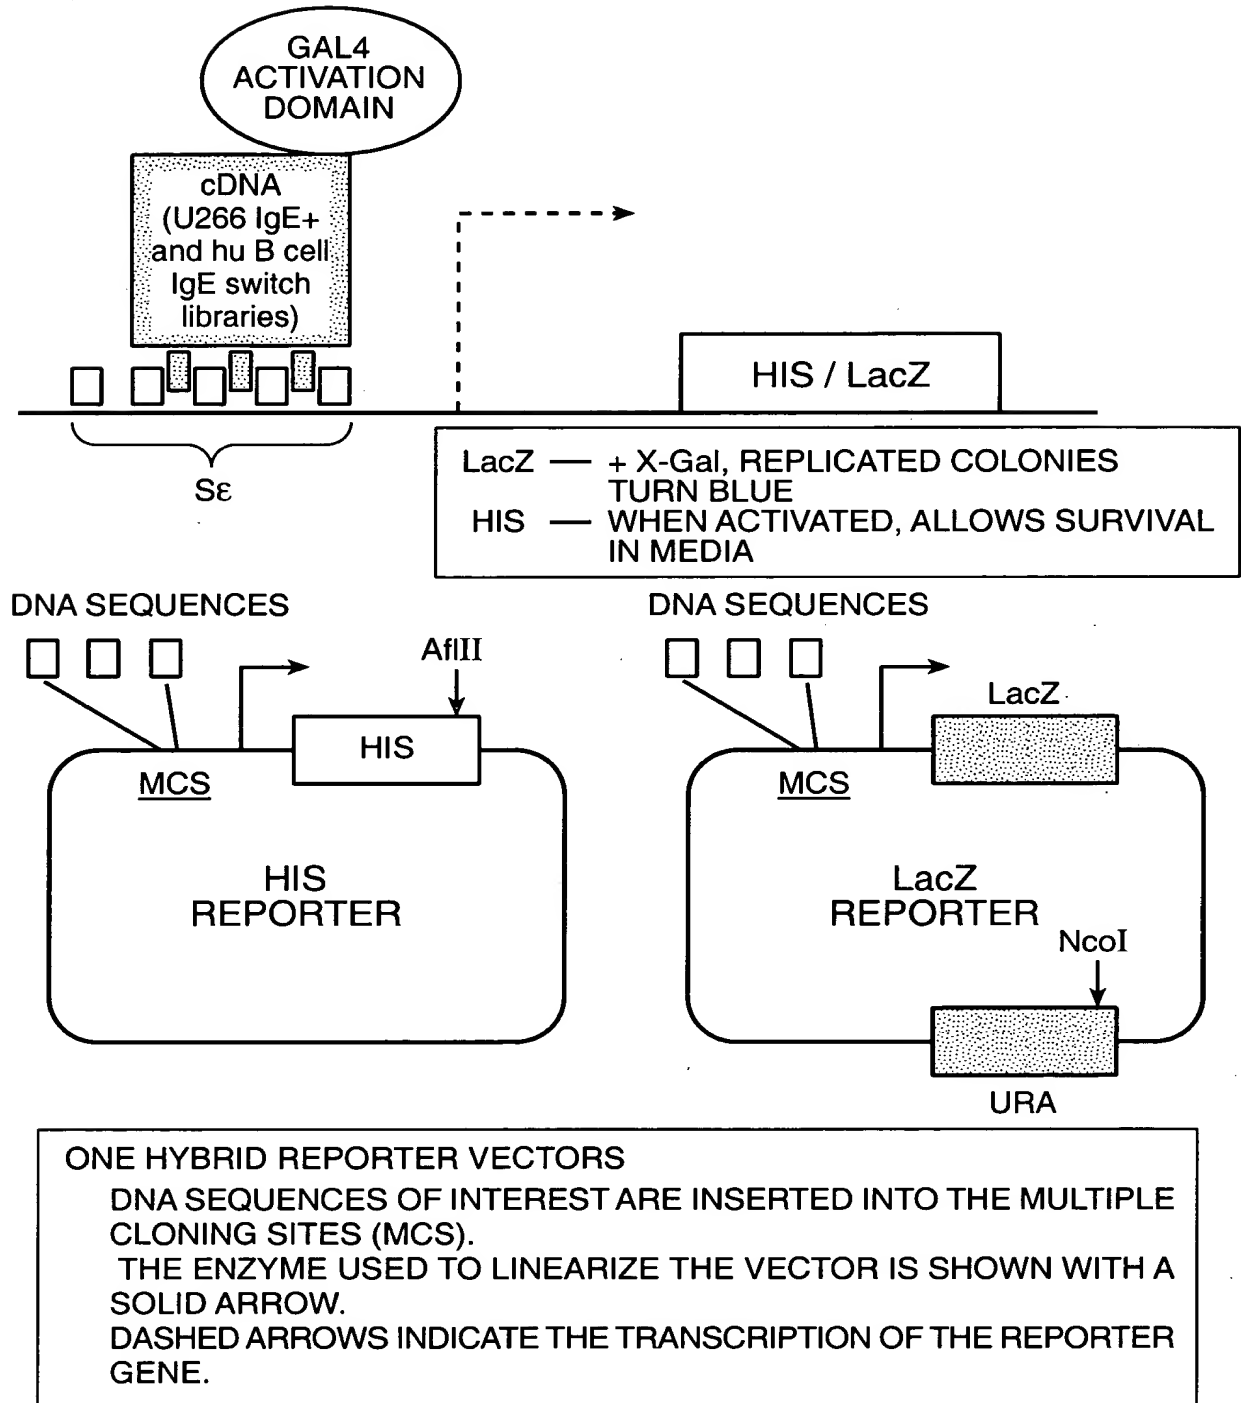 GAL4
ACTIVATION
DOMAIN
cDNA
(U266 IgE+
and hu B cell
IgE switch
libraries)
HIS / LacZ
Sε
LacZ — + X-Gal, REPLICATED COLONIES
TURN BLUE
HIS — WHEN ACTIVATED, ALLOWS SURVIVAL
IN MEDIA
DNA SEQUENCES
AflII
HIS
MCS
HIS
REPORTER
DNA SEQUENCES
LacZ
MCS
LacZ
REPORTER
NcoI
URA
ONE HYBRID REPORTER VECTORS
DNA SEQUENCES OF INTEREST ARE INSERTED INTO THE MULTIPLE
CLONING SITES (MCS).
THE ENZYME USED TO LINEARIZE THE VECTOR IS SHOWN WITH A
SOLID ARROW.
DASHED ARROWS INDICATE THE TRANSCRIPTION OF THE REPORTER
GENE.